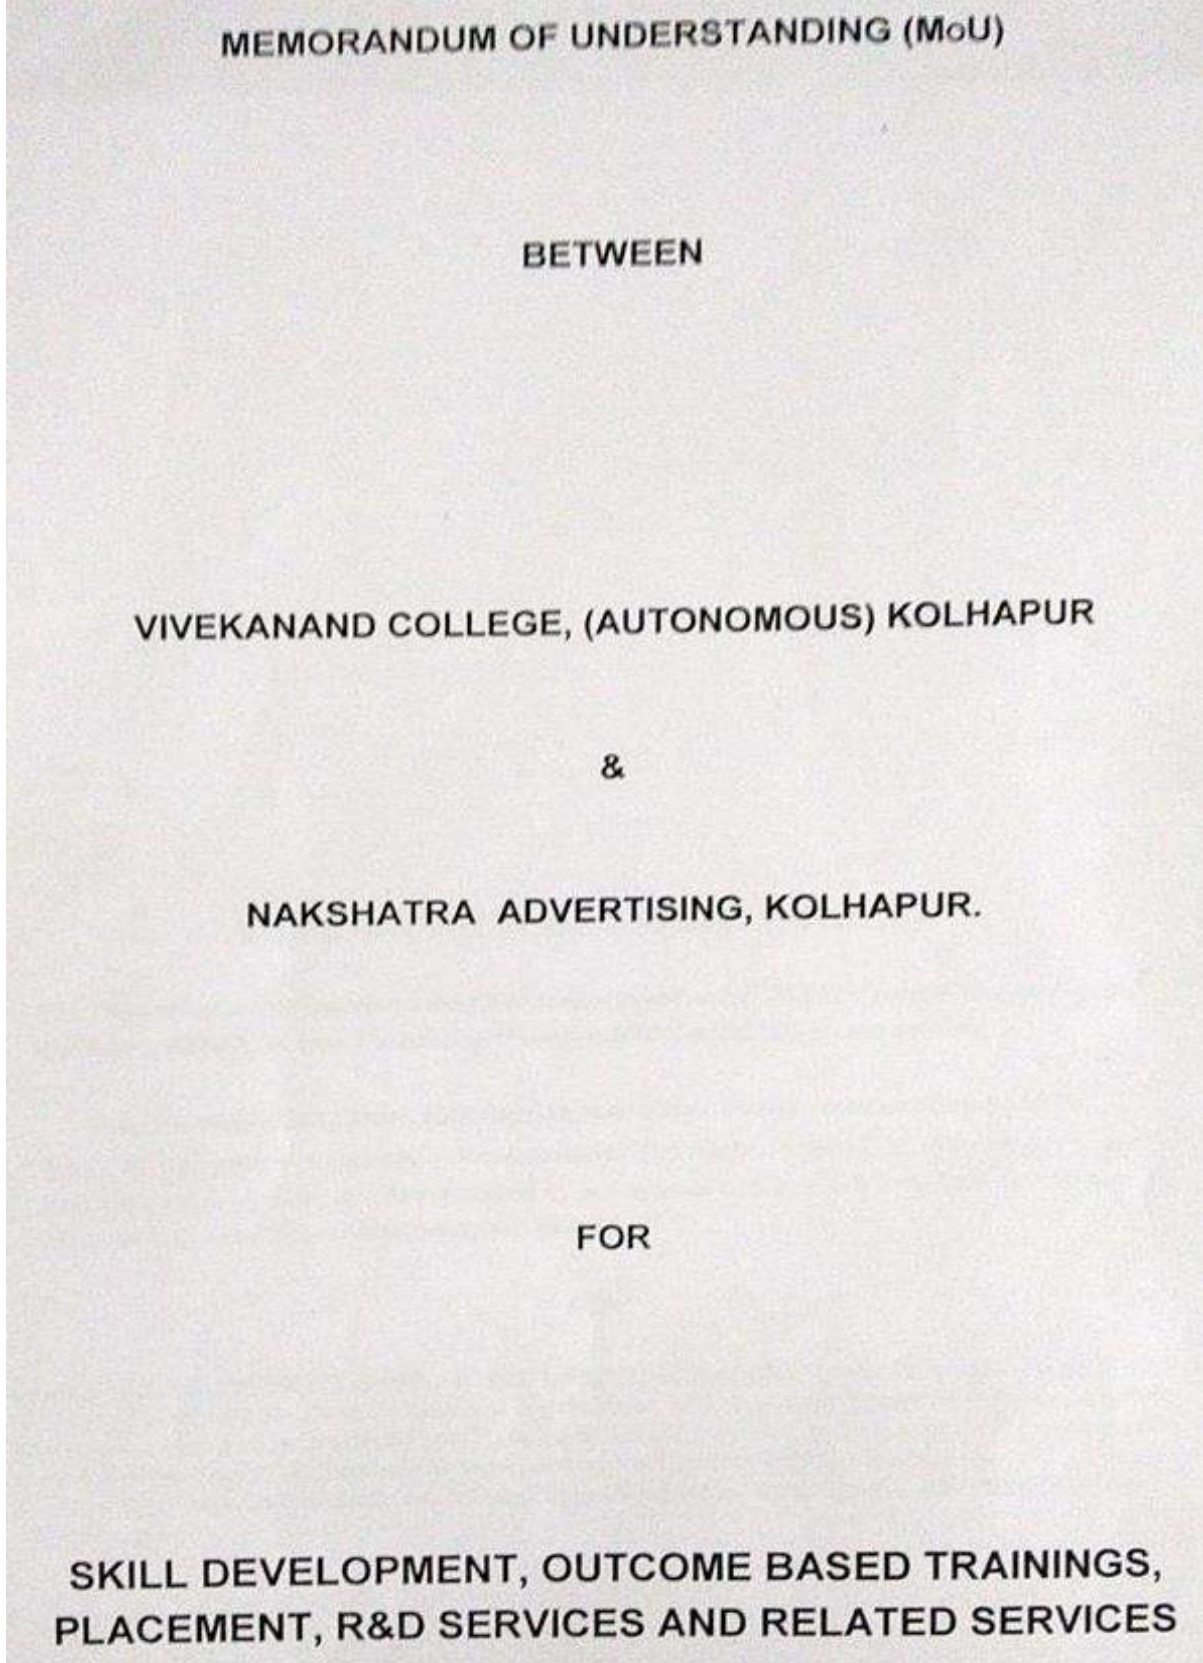 MEMORANDUM OF UNDERSTANDING (MoU)
BETWEEN
VIVEKANAND COLLEGE, (AUTONOMOUS) KOLHAPUR
&
NAKSHATRA ADVERTISING, KOLHAPUR.
FOR
SKILL DEVELOPMENT, OUTCOME BASED TRAININGS,
PLACEMENT, R&D SERVICES AND RELATED SERVICES